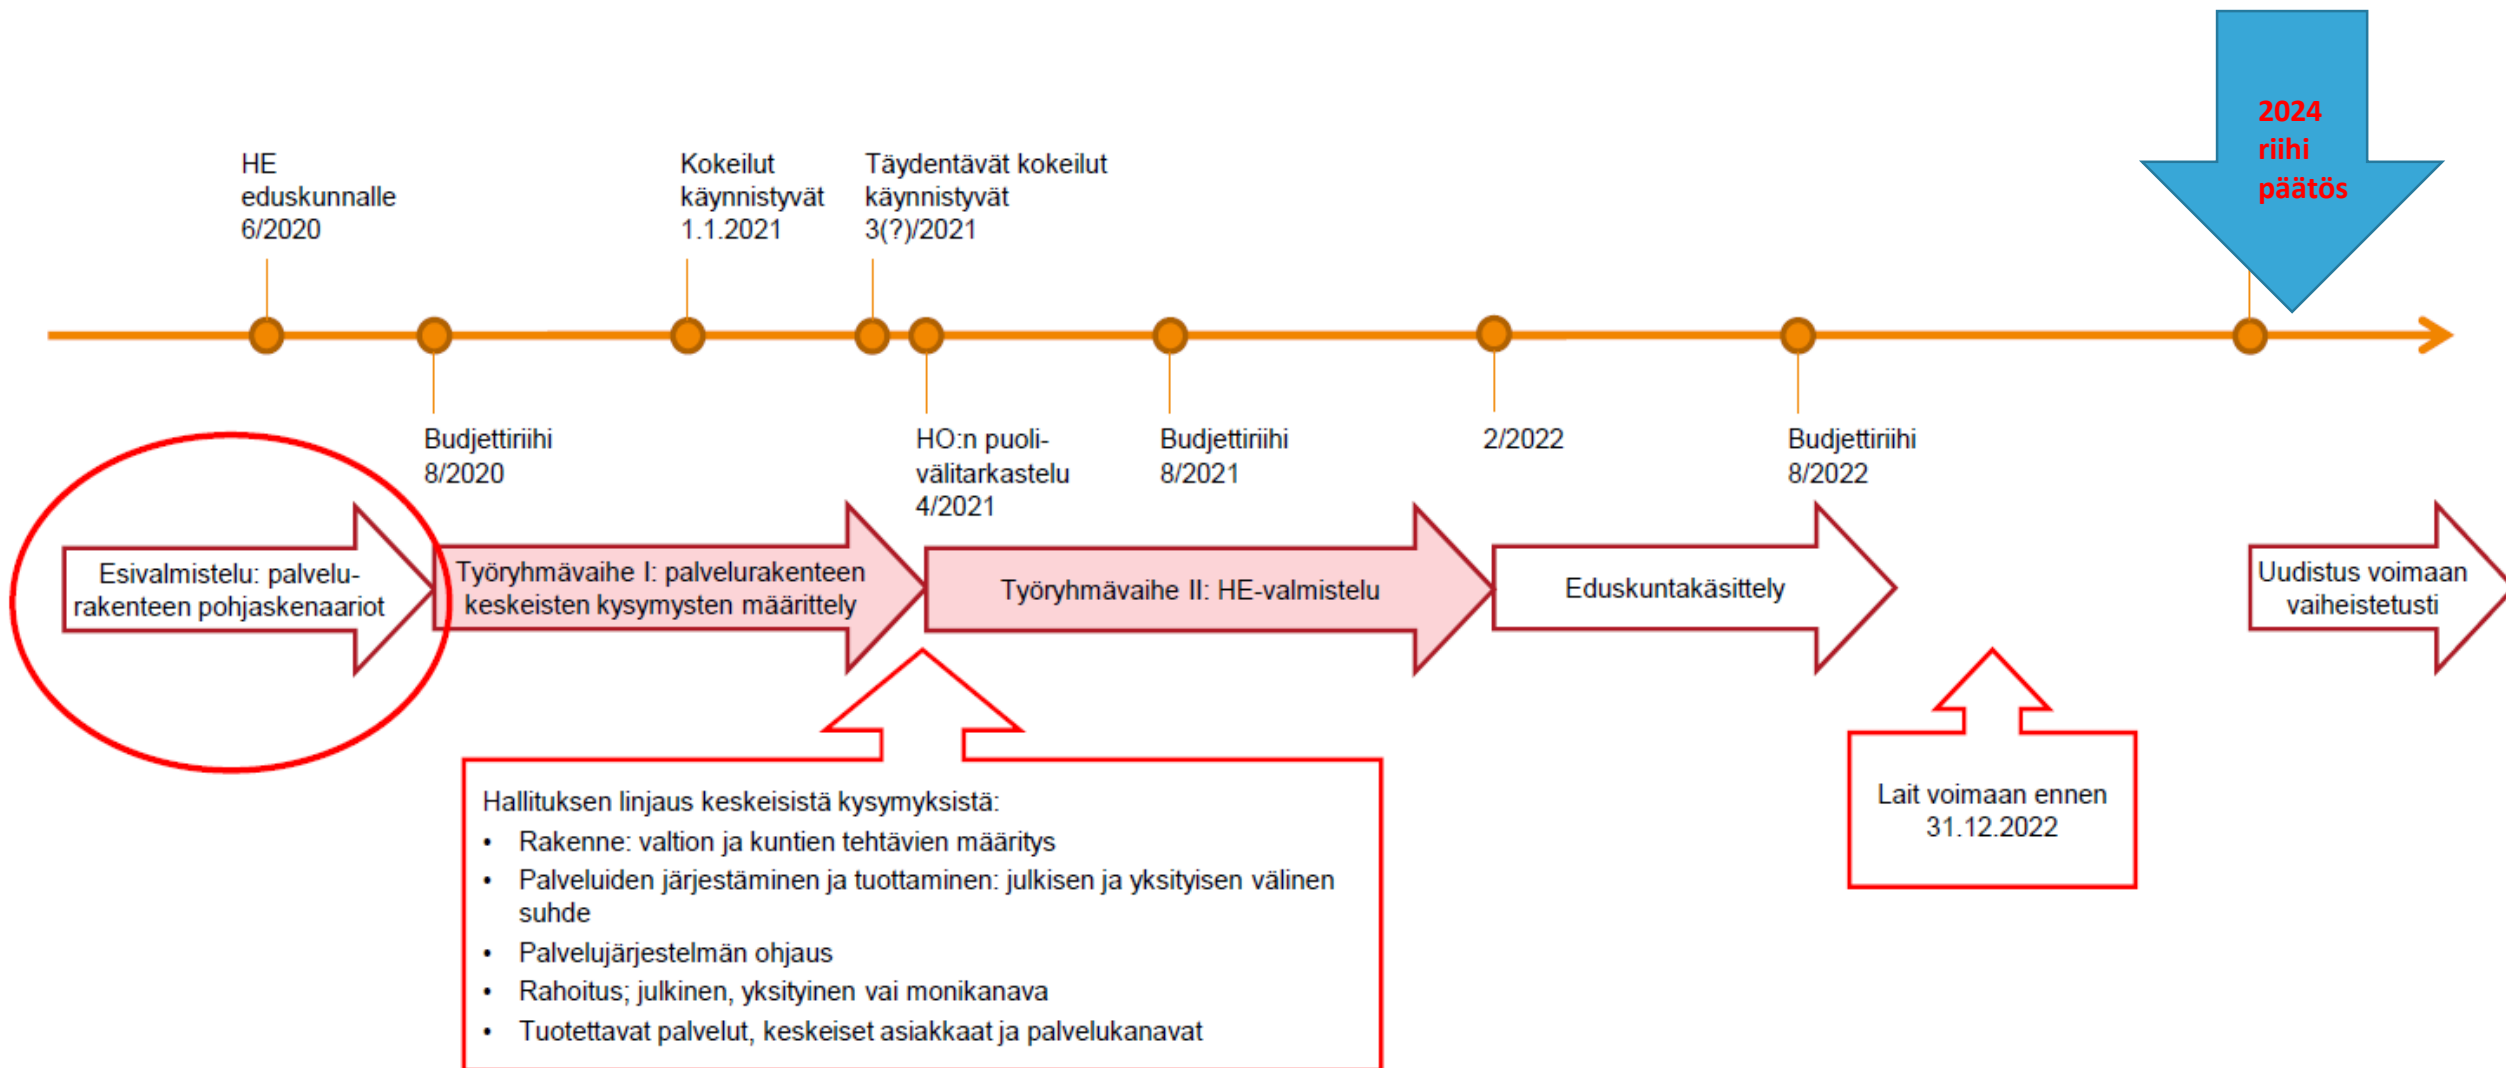 2024
riihi
päätös
HE
eduskunnalle
6/2020
Kokeilut
käynnistyvät
1.1.2021
Täydentävät kokeilut
käynnistyvät
3(?)/2021
Budjettiriihi
8/2020
HO:n puoli-
välitarkastelu
4/2021
Budjettiriihi
8/2021
2/2022
Budjettiriihi
8/2022
Esivalmistelu: palvelu-
rakenteen pohjaskenaariot
Työryhmävaihe I: palvelurakenteen
keskeisten kysymysten määrittely
Työryhmävaihe II: HE-valmistelu
Eduskuntakäsittely
Uudistus voimaan
vaiheistetusti
Hallituksen linjaus keskeisistä kysymyksistä:
• Rakenne: valtion ja kuntien tehtävien määritys
• Palveluiden järjestäminen ja tuottaminen: julkisen ja yksityisen välinen
suhde
• Palvelujärjestelmän ohjaus
• Rahoitus; julkinen, yksityinen vai monikanava
• Tuotettavat palvelut, keskeiset asiakkaat ja palvelukanavat
Lait voimaan ennen
31.12.2022